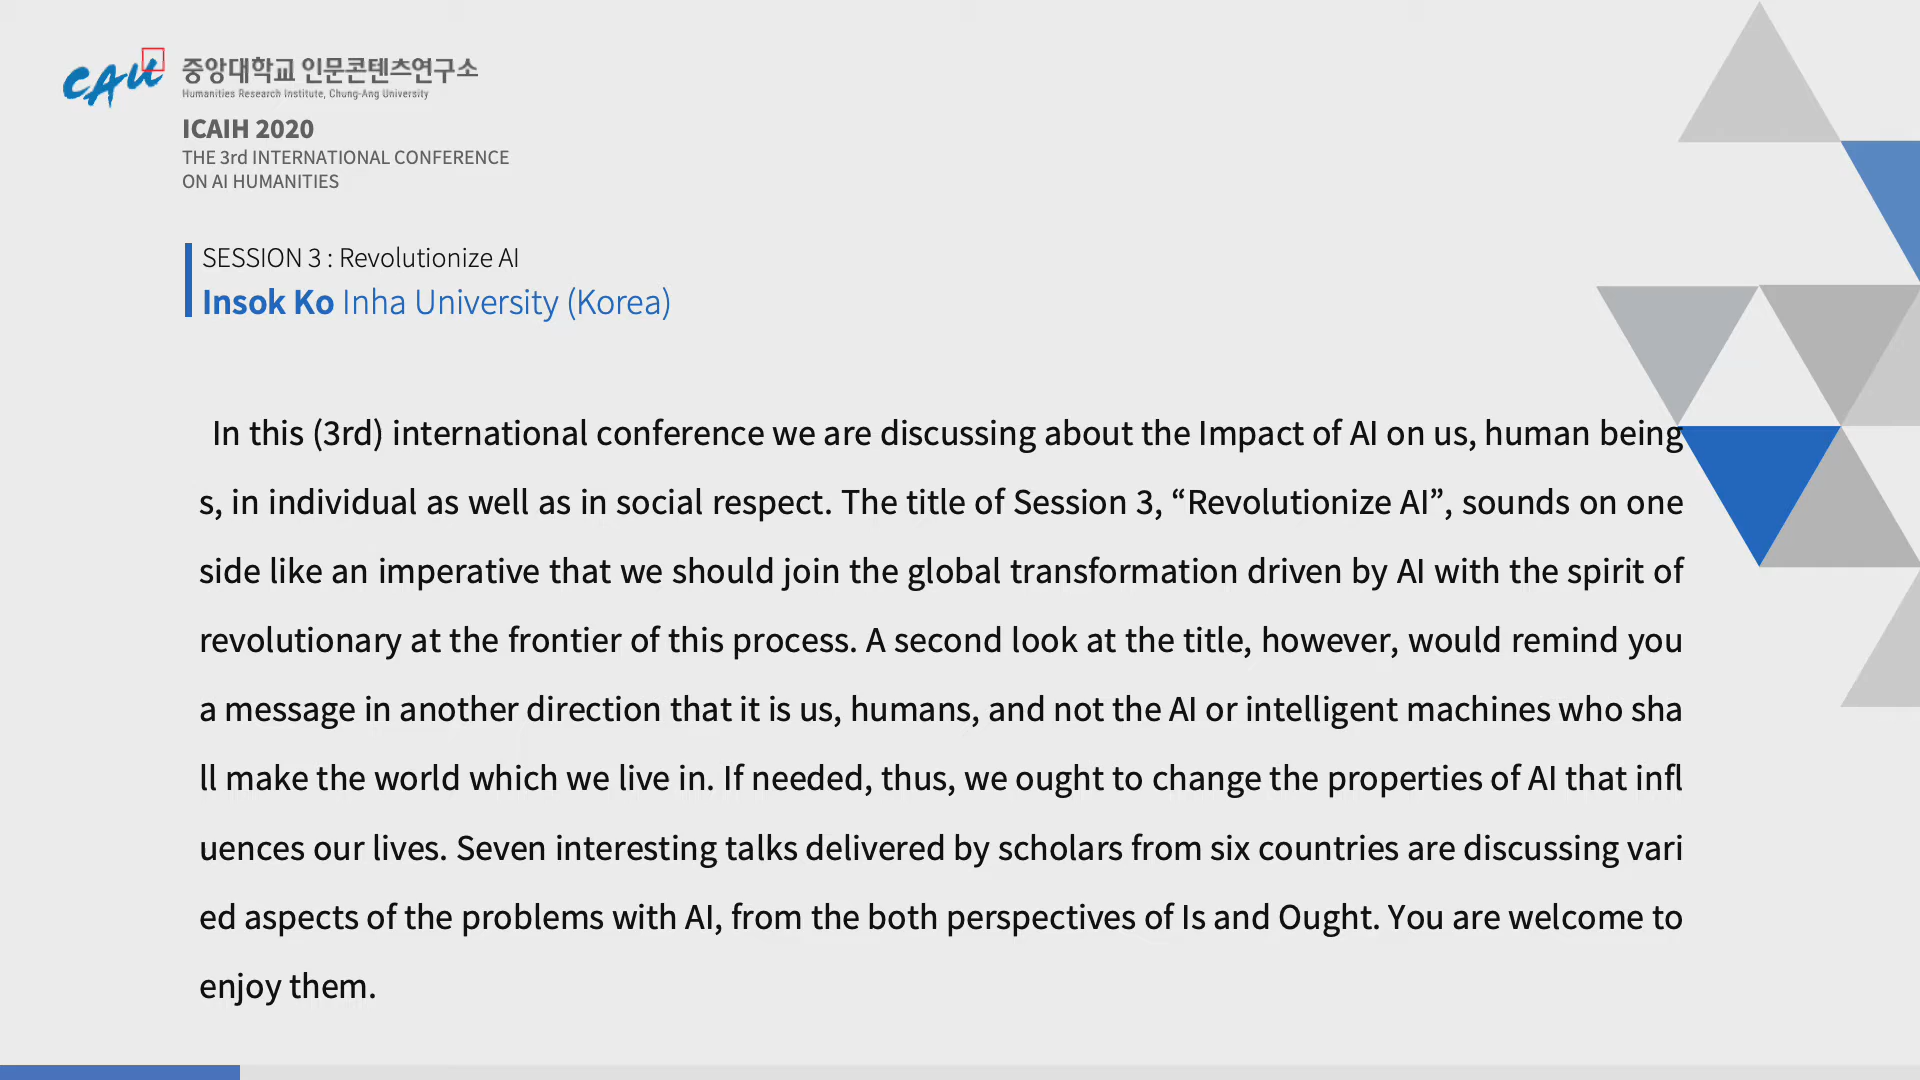 CAU 중앙대학교 인문콘텐츠연구소
Humanities Research Institute, Chung-Ang University
ICAIH 2020
THE 3rd INTERNATIONAL CONFERENCE
ON AI HUMANITIES
SESSION 3 : Revolutionize AI
Insok Ko Inha University (Korea)
In this (3rd) international conference we are discussing about the Impact of AI on us, human being
s, in individual as well as in social respect. The title of Session 3, “Revolutionize AI”, sounds on one
side like an imperative that we should join the global transformation driven by AI with the spirit of
revolutionary at the frontier of this process. A second look at the title, however, would remind you
a message in another direction that it is us, humans, and not the AI or intelligent machines who sha
ll make the world which we live in. If needed, thus, we ought to change the properties of AI that infl
uences our lives. Seven interesting talks delivered by scholars from six countries are discussing vari
ed aspects of the problems with AI, from the both perspectives of Is and Ought. You are welcome to
enjoy them.